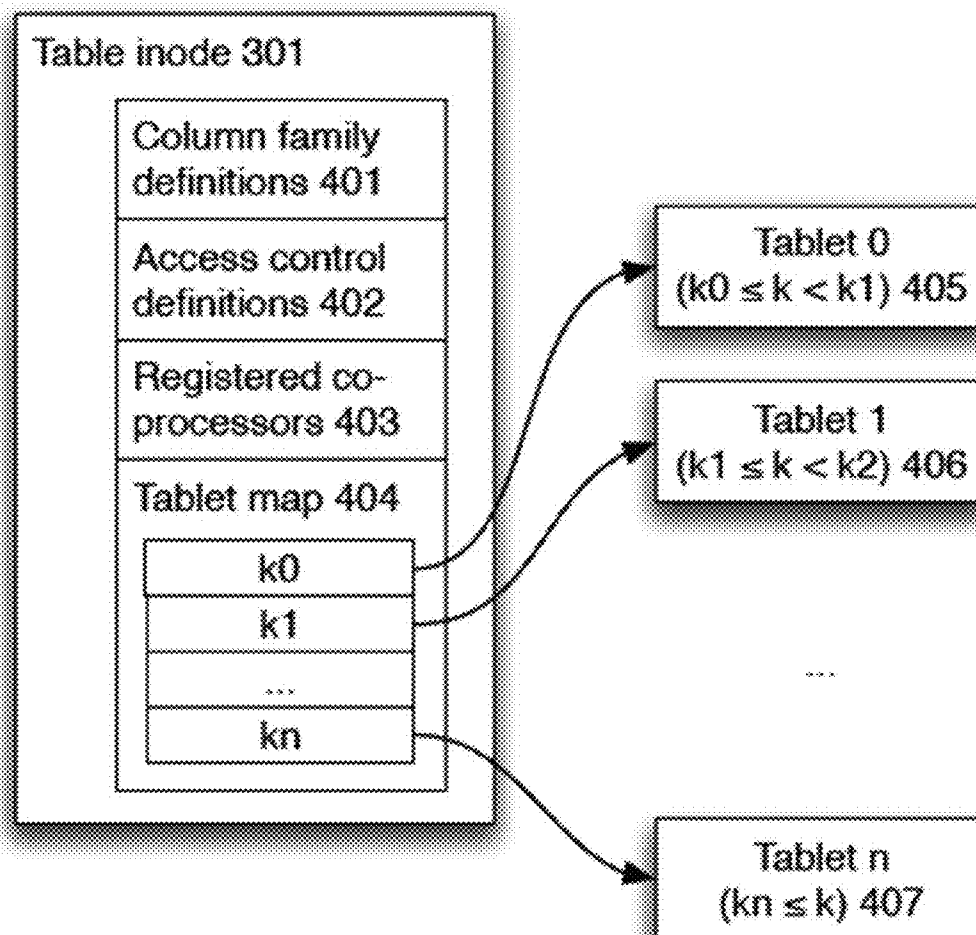 Table inode 301
Column family
definitions 401
Access control
definitions 402
Registered co-
processors 403
Tablet map 404
k0
k1
...
kn
Tablet 0
(k0 ≤ k < k1) 405
Tablet 1
(k1 ≤ k < k2) 406
...
Tablet n
(kn ≤ k) 407